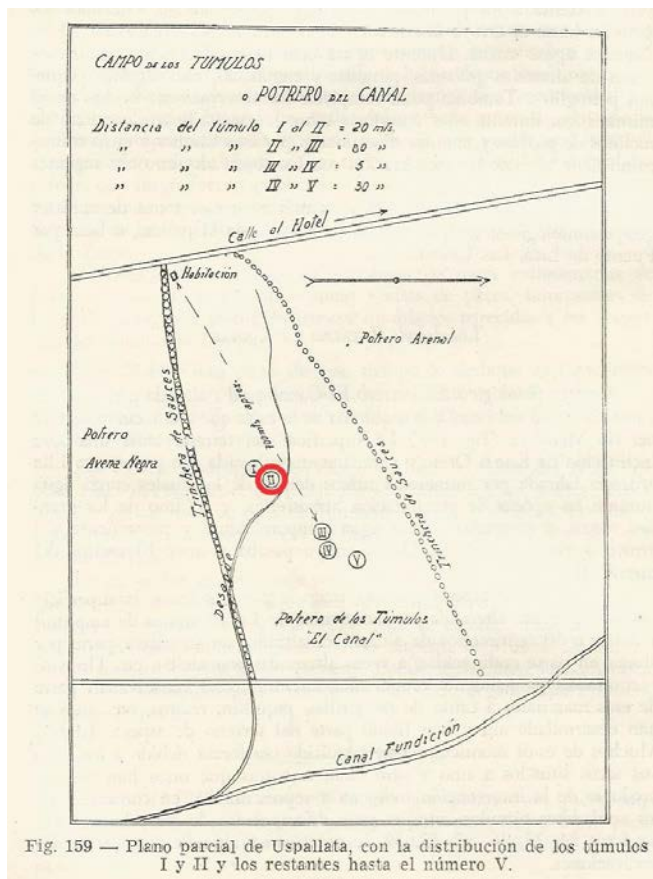 CAMPO DE LOS TÚMULOS
o POTRERO DEL CANAL
Distancia del Túmulo I al II = 20 mts.
„ „ „ II „ III = 80 „
„ „ „ III „ IV = 5 „
„ „ „ IV „ V = 30 „
Calle al Hotel
Habitación
Potrero Arenal
Trinchera de Sauces
Potrero
Avena Negra
I
II
Trinchera de Sauces
III
IV
V
Desagüe
Potrero de los Túmulos
"El Canal"
Canal Fundición
Fig. 159 — Plano parcial de Uspallata, con la distribución de los túmulos
I y II y los restantes hasta el número V.